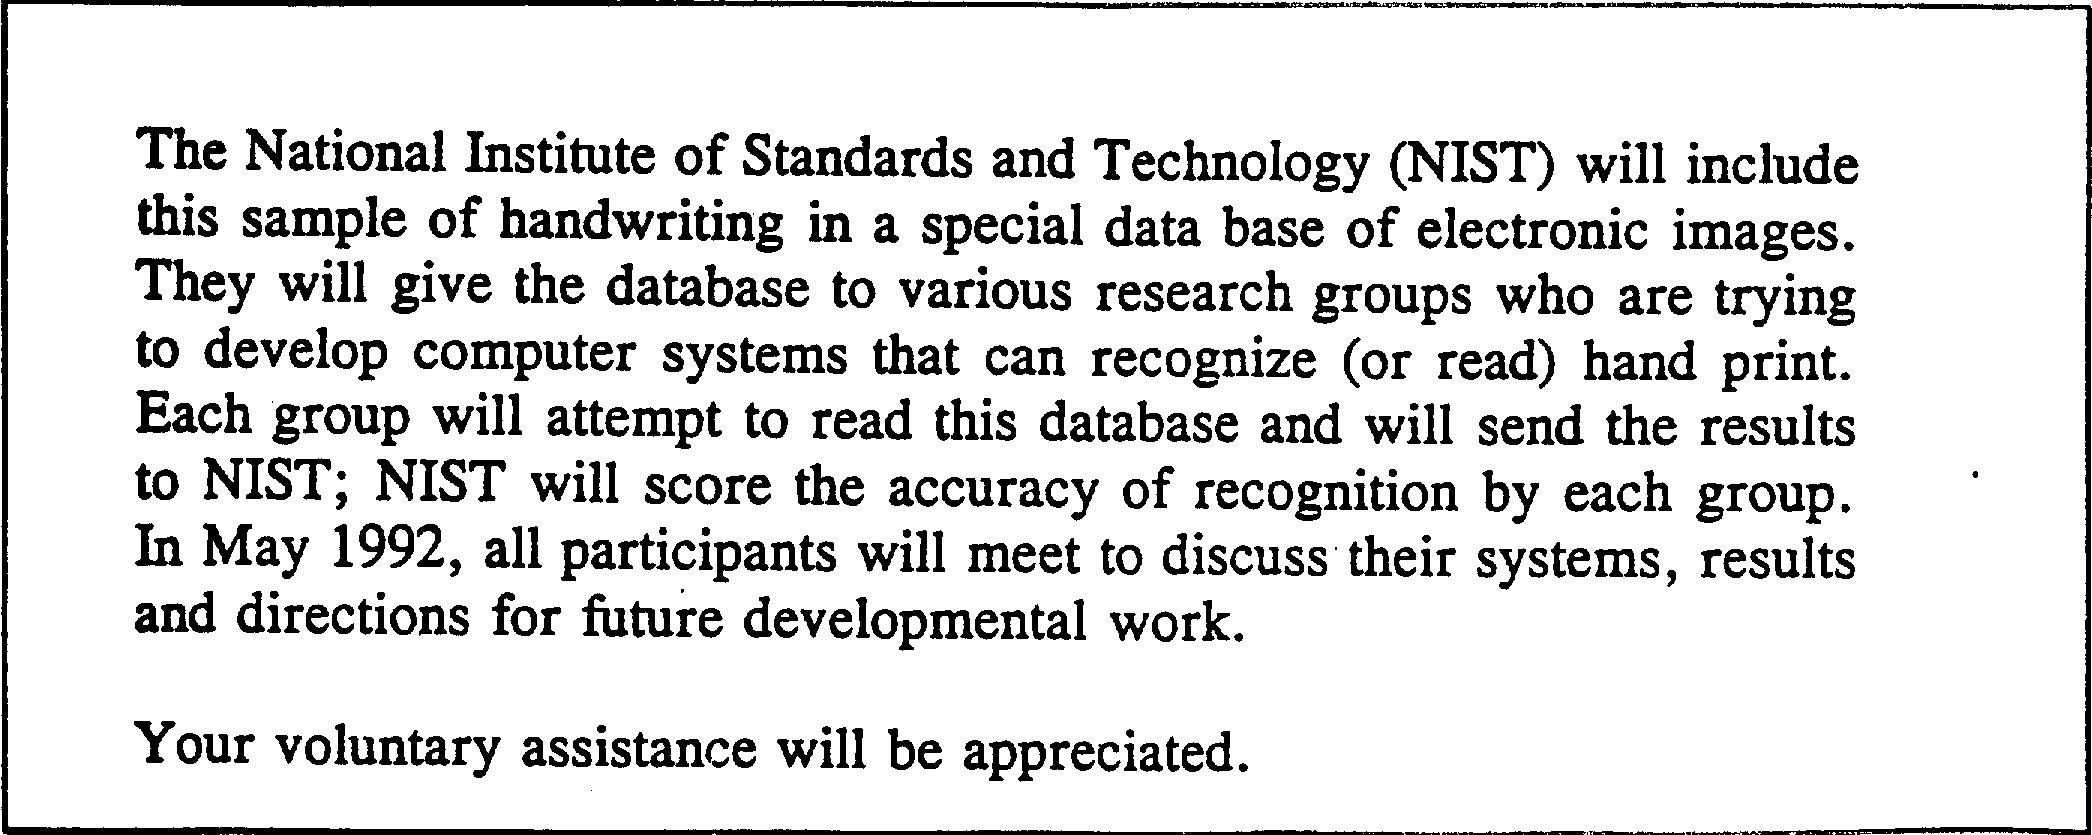 The National Institute of Standards and Technology (NIST) will include
this sample of handwriting in a special data base of electronic images.
They will give the database to various research groups who are trying
to develop computer systems that can recognize (or read) hand print.
Each group will attempt to read this database and will send the results
to NIST; NIST will score the accuracy of recognition by each group.
In May 1992, all participants will meet to discuss their systems, results
and directions for future developmental work.
Your voluntary assistance will be appreciated.